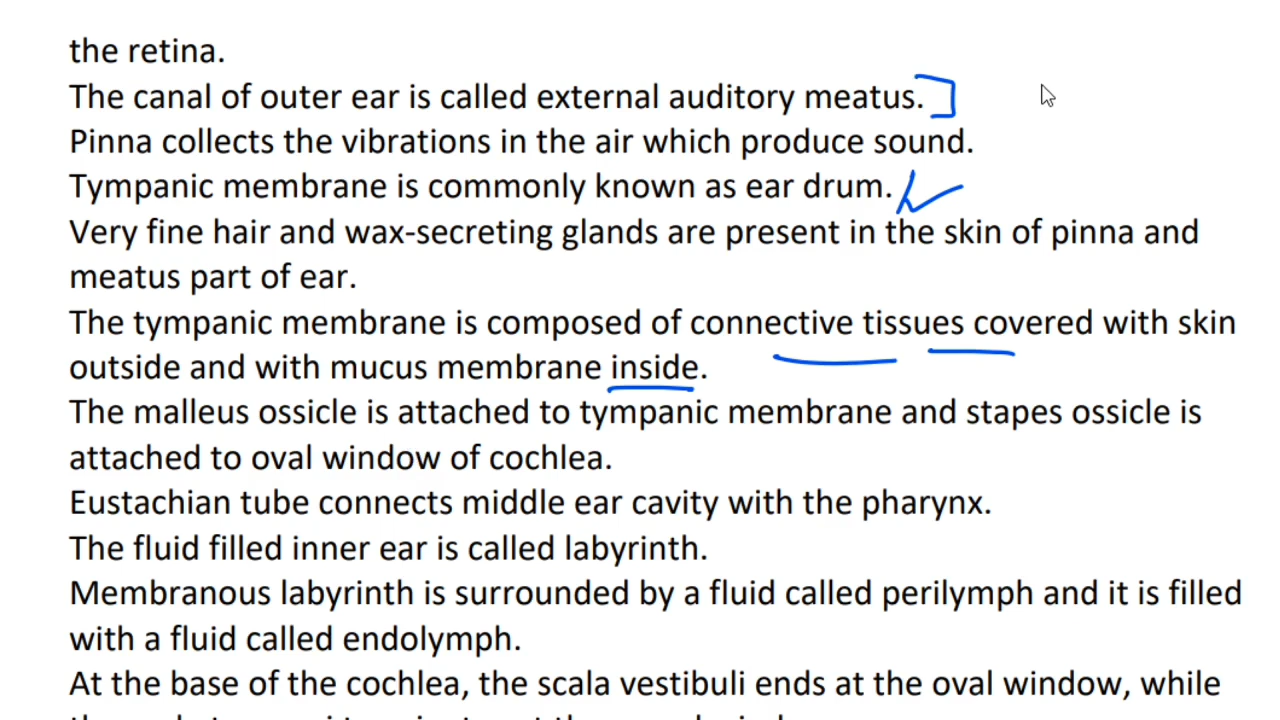 the retina.
The canal of outer ear is called external auditory meatus.
Pinna collects the vibrations in the air which produce sound.
Tympanic membrane is commonly known as ear drum.
Very fine hair and wax-secreting glands are present in the skin of pinna and
meatus part of ear.
The tympanic membrane is composed of connective tissues covered with skin
outside and with mucus membrane inside.
The malleus ossicle is attached to tympanic membrane and stapes ossicle is
attached to oval window of cochlea.
Eustachian tube connects middle ear cavity with the pharynx.
The fluid filled inner ear is called labyrinth.
Membranous labyrinth is surrounded by a fluid called perilymph and it is filled
with a fluid called endolymph.
At the base of the cochlea, the scala vestibuli ends at the oval window, while